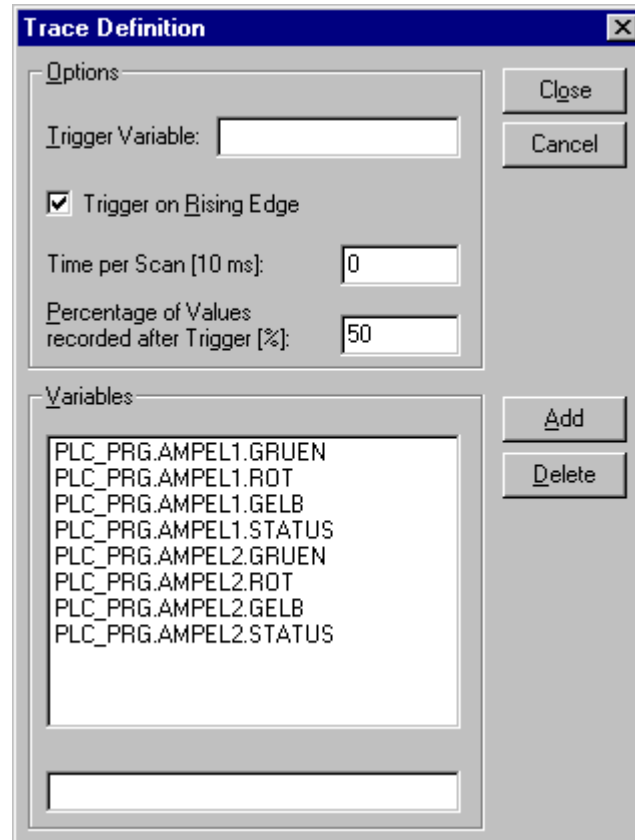 Trace Definition
Options
Close
Trigger Variable:
Cancel
Trigger on Rising Edge
Time per Scan [10 ms]:
0
Percentage of Values
recorded after Trigger [%]:
50
Variables
Add
Delete
PLC_PRG.AMPEL1.GRUEN
PLC_PRG.AMPEL1.ROT
PLC_PRG.AMPEL1.GELB
PLC_PRG.AMPEL1.STATUS
PLC_PRG.AMPEL2.GRUEN
PLC_PRG.AMPEL2.ROT
PLC_PRG.AMPEL2.GELB
PLC_PRG.AMPEL2.STATUS